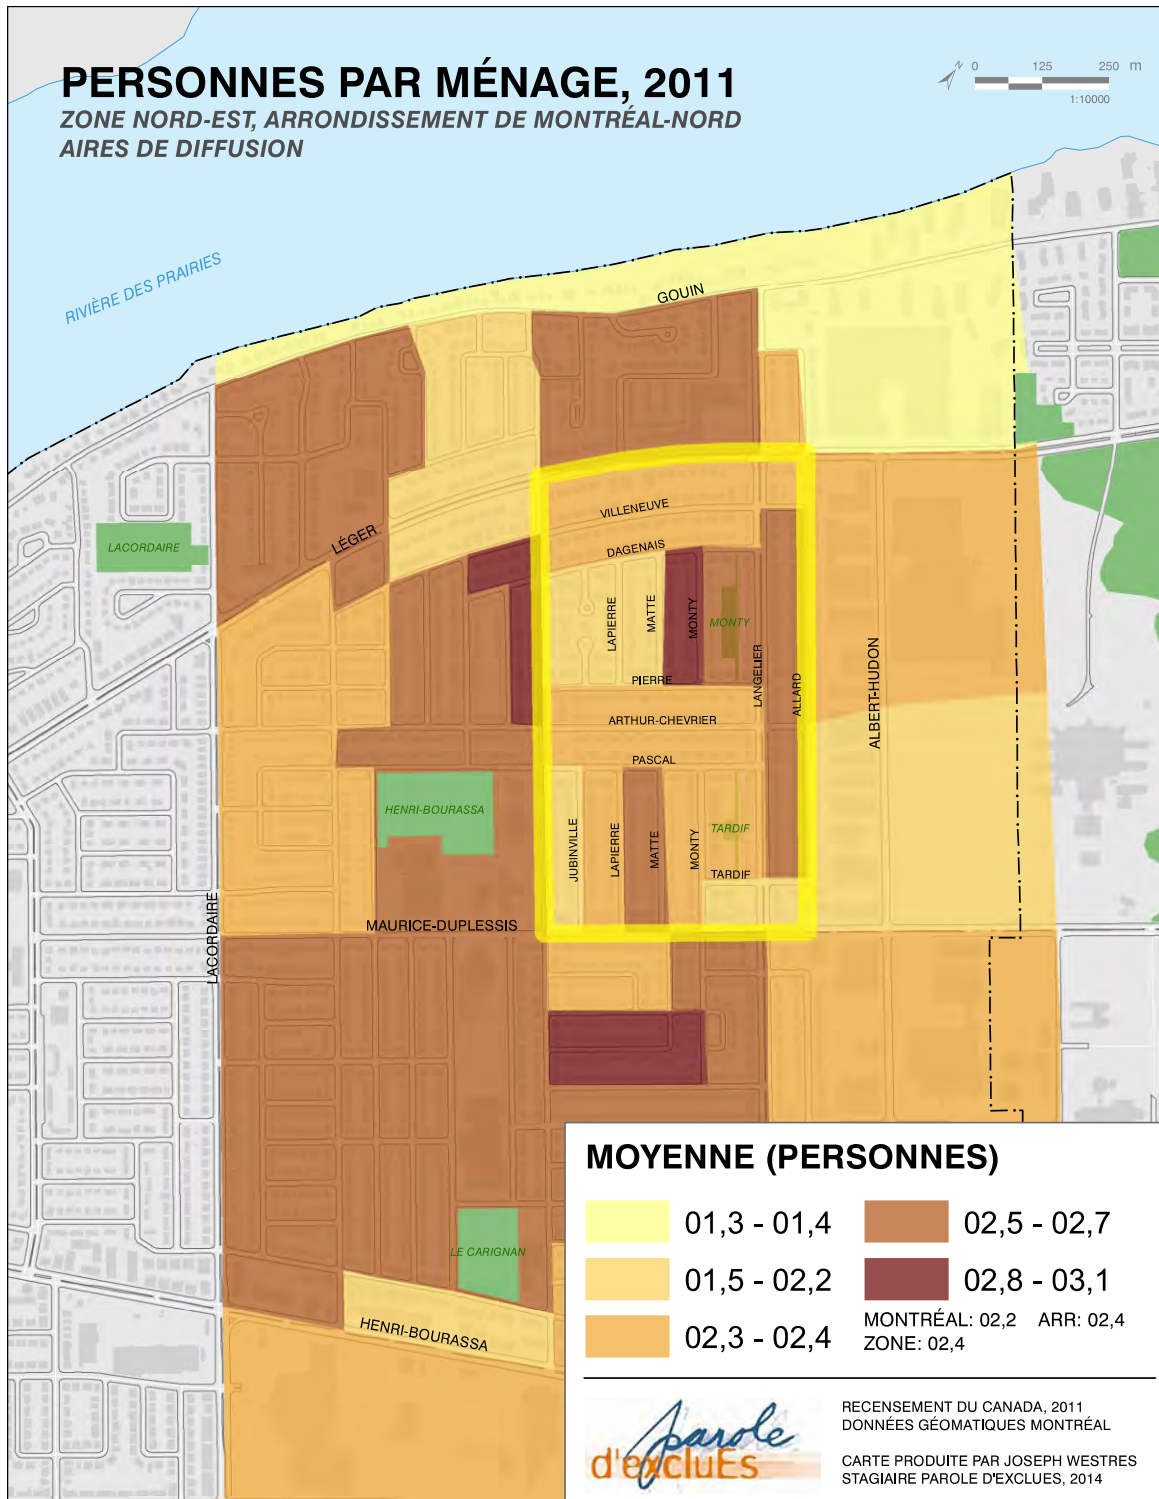 PERSONNES PAR MÉNAGE, 2011
ZONE NORD-EST, ARRONDISSEMENT DE MONTRÉAL-NORD
AIRES DE DIFFUSION
N
0 125 250 m
1:10000
RIVIÈRE DES PRAIRIES
GOUIN
LACORDAIRE
LÉGER
VILLENEUVE
DAGENAIS
LAPIERRE
MATTE
MONTY
MONTY
LANGELIER
ALLARD
ALBERT-HUDON
PIERRE
ARTHUR-CHEVRIER
PASCAL
HENRI-BOURASSA
JUBINVILLE
LAPIERRE
MATTE
MONTY
TARDIF
TARDIF
LACORDAIRE
MAURICE-DUPLESSIS
LE CARIGNAN
HENRI-BOURASSA
MOYENNE (PERSONNES)
01,3 - 01,4
01,5 - 02,2
02,3 - 02,4
02,5 - 02,7
02,8 - 03,1
MONTRÉAL: 02,2 ARR: 02,4
ZONE: 02,4
parole
d'excluEs
RECENSEMENT DU CANADA, 2011
DONNÉES GÉOMATIQUES MONTRÉAL
CARTE PRODUITE PAR JOSEPH WESTRES
STAGIAIRE PAROLE D'EXCLUES, 2014